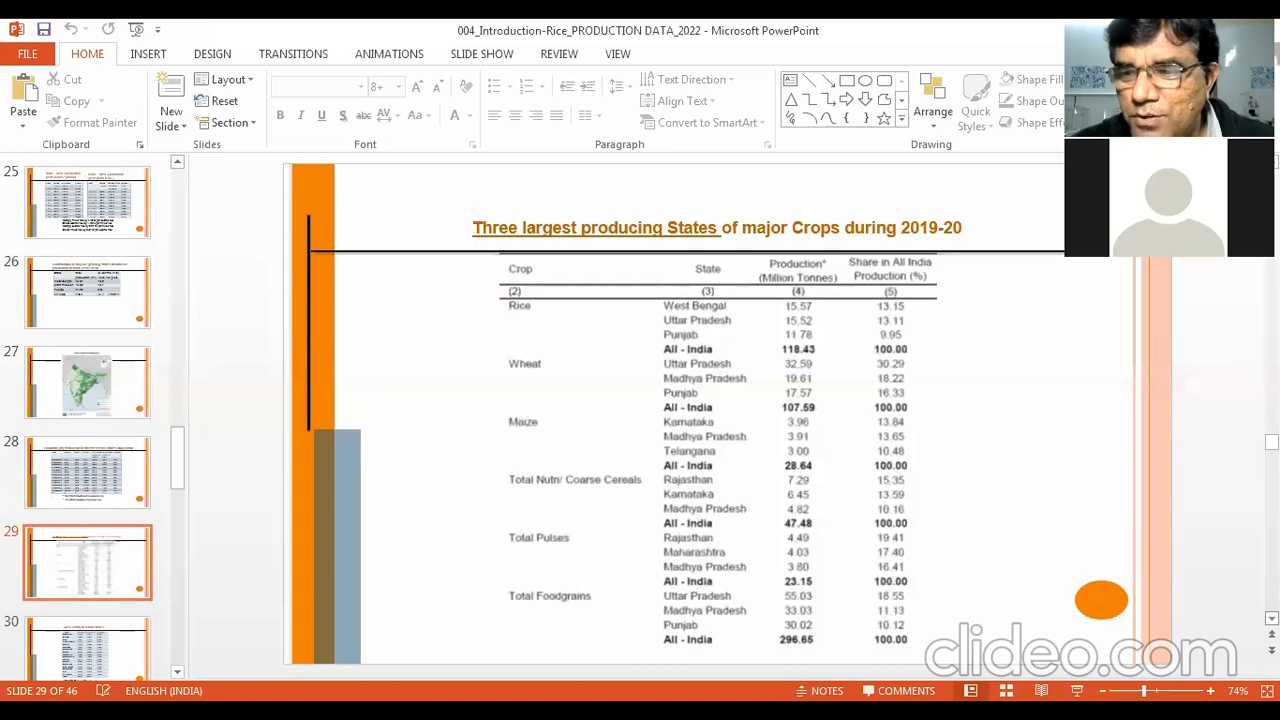 004_Introduction-Rice_PRODUCTION DATA_2022 - Microsoft PowerPoint
FILE HOME INSERT DESIGN TRANSITIONS ANIMATIONS SLIDE SHOW REVIEW VIEW
Cut Layout 8+ Text Direction Shape Fill
Copy Reset Align Text Shape Ou
Paste Format Painter New Slide Section Convert to SmartArt Arrange Quick Styles Shape Effe
Clipboard Slides Font Paragraph Drawing
25
26
27
28
29
30
Three largest producing States of major Crops during 2019-20
Crop State Production* (Million Tonnes) Share in All India Production (%)
(2) (3) (4) (5)
Rice West Bengal 15.57 13.15
Uttar Pradesh 15.52 13.11
Punjab 11.78 9.95
All - India 118.43 100.00
Wheat Uttar Pradesh 32.59 30.29
Madhya Pradesh 19.61 18.22
Punjab 17.57 16.33
All - India 107.59 100.00
Maize Karnataka 3.96 13.84
Madhya Pradesh 3.91 13.65
Telangana 3.00 10.48
All - India 28.64 100.00
Total Nutri/ Coarse Cereals Rajasthan 7.29 15.35
Karnataka 6.45 13.59
Madhya Pradesh 4.82 10.16
All - India 47.48 100.00
Total Pulses Rajasthan 4.49 19.41
Maharashtra 4.03 17.40
Madhya Pradesh 3.80 16.41
All - India 23.15 100.00
Total Foodgrains Uttar Pradesh 55.03 18.55
Madhya Pradesh 33.03 11.13
Punjab 30.02 10.12
All - India 296.65 100.00
clideo.com
SLIDE 29 OF 46 ENGLISH (INDIA) NOTES COMMENTS 74%